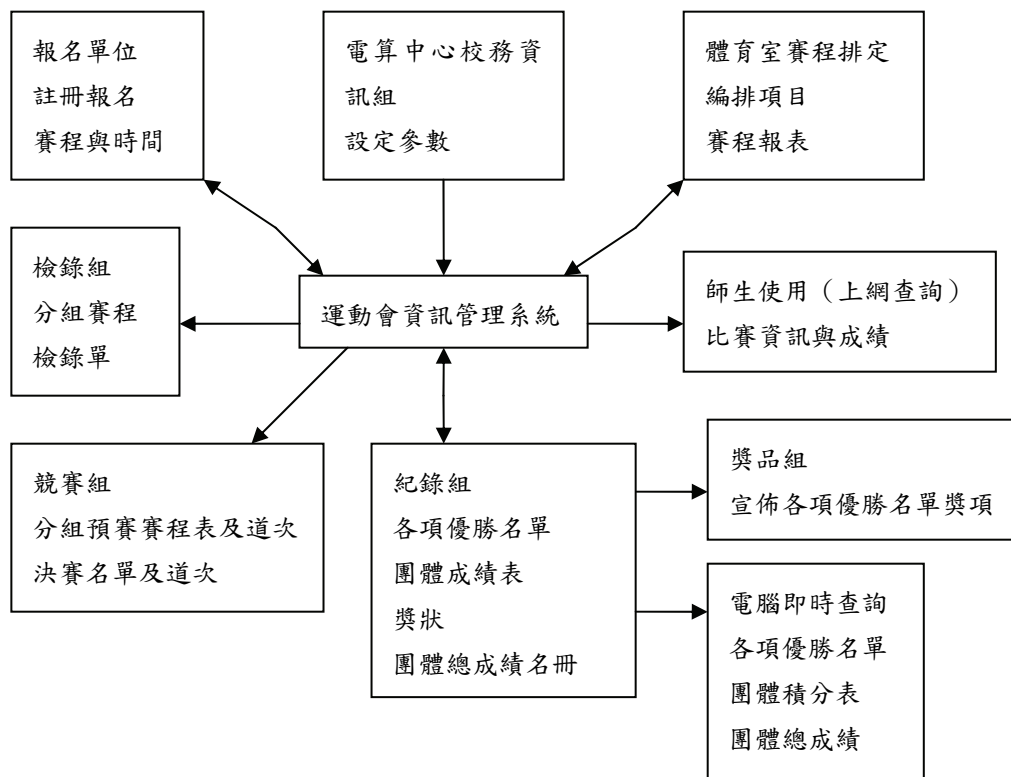 報名單位
註冊報名
賽程與時間
電算中心校務資
訊組
設定參數
體育室賽程排定
編排項目
賽程報表
檢錄組
分組賽程
檢錄單
運動會資訊管理系統
師生使用（上網查詢）
比賽資訊與成績
競賽組
分組預賽賽程表及道次
決賽名單及道次
紀錄組
各項優勝名單
團體成績表
獎狀
團體總成績名冊
獎品組
宣佈各項優勝名單獎項
電腦即時查詢
各項優勝名單
團體積分表
團體總成績